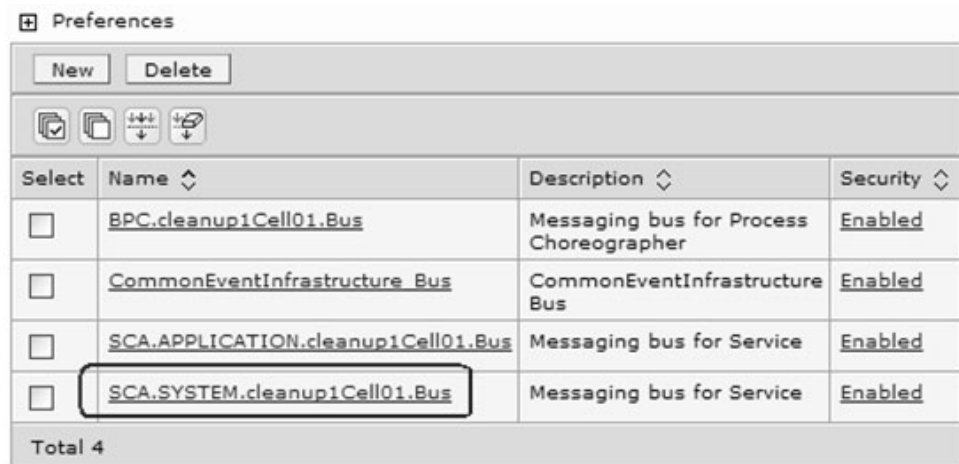 Preferences
New Delete
Select Name Description Security
BPC.cleanup1Cell01.Bus Messaging bus for Process Choreographer Enabled
CommonEventInfrastructure_Bus CommonEventInfrastructure Bus Enabled
SCA.APPLICATION.cleanup1Cell01.Bus Messaging bus for Service Enabled
SCA.SYSTEM.cleanup1Cell01.Bus Messaging bus for Service Enabled
Total 4